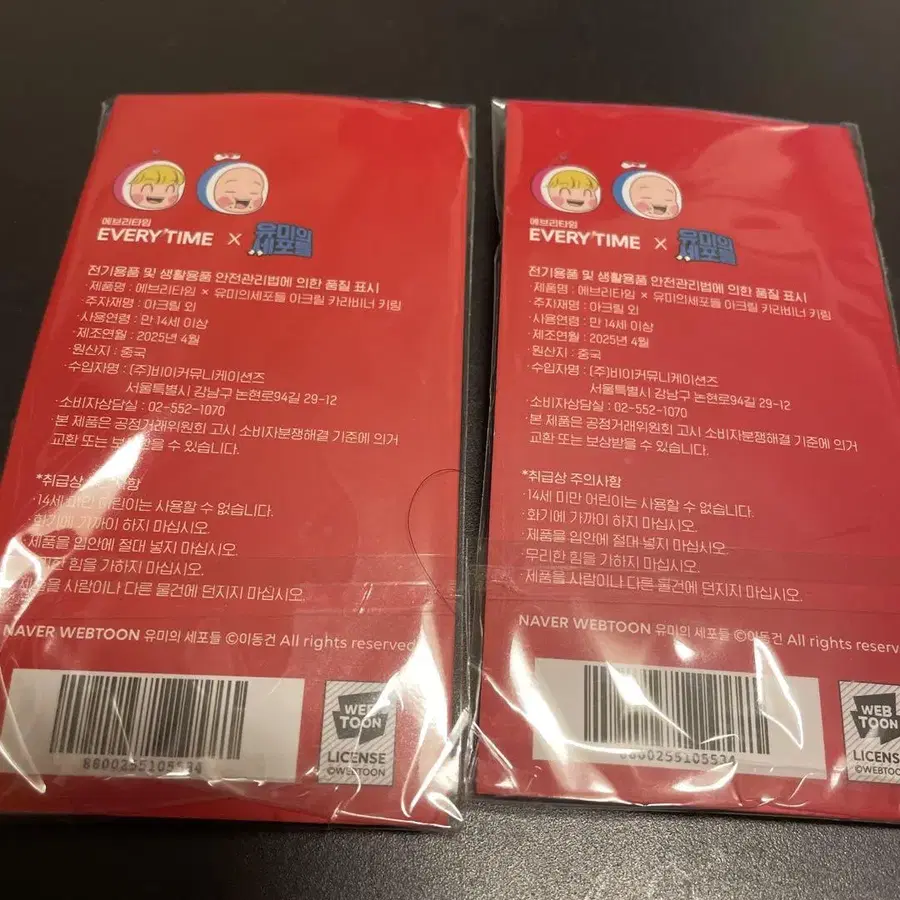 에브리타임
EVERYTIME × 유미의 세포들
전기용품 및 생활용품 안전관리법에 의한 품질 표시
·제품명 : 에브리타임 × 유미의세포들 아크릴 카라비너 키링
·주자재명 : 아크릴 외
·사용연령 : 만 14세 이상
·제조연월 : 2025년 4월
·원산지 : 중국
·수입자명 : (주)비이커뮤니케이션즈
서울특별시 강남구 논현로94길 29-12
·소비자상담실 : 02-552-1070
·본 제품은 공정거래위원회 고시 소비자분쟁해결 기준에 의거
교환 또는 보상받을 수 있습니다.
*취급상 주의사항
·14세 미만 어린이는 사용할 수 없습니다.
·화기에 가까이 하지 마십시오.
·제품을 입안에 절대 넣지 마십시오.
힘을 가하지 마십시오.
·제품을 사람이나 다른 물건에 던지지 마십시오.
NAVER WEBTOON 유미의 세포들 ©이동건 All rights reserved
8600255105534
WEB
TOON
LICENSE
©WEBTOON
에브리타임
EVERYTIME × 유미의 세포들
전기용품 및 생활용품 안전관리법에 의한 품질 표시
·제품명 : 에브리타임 × 유미의세포들 아크릴 카라비너 키링
·주자재명 : 아크릴 외
·사용연령 : 만 14세 이상
·제조연월 : 2025년 4월
·원산지 : 중국
·수입자명 : (주)비이커뮤니케이션즈
서울특별시 강남구 논현로94길 29-12
·소비자상담실 : 02-552-1070
·본 제품은 공정거래위원회 고시 소비자분쟁해결 기준에 의거
교환 또는 보상받을 수 있습니다.
*취급상 주의사항
·14세 미만 어린이는 사용할 수 없습니다.
·화기에 가까이 하지 마십시오.
·제품을 입안에 절대 넣지 마십시오.
·무리한 힘을 가하지 마십시오.
·제품을 사람이나 다른 물건에 던지지 마십시오.
NAVER WEBTOON 유미의 세포들 ©이동건 All rights reserv
8600255105534
WEB
TOON
LICENS
©WEBTOO